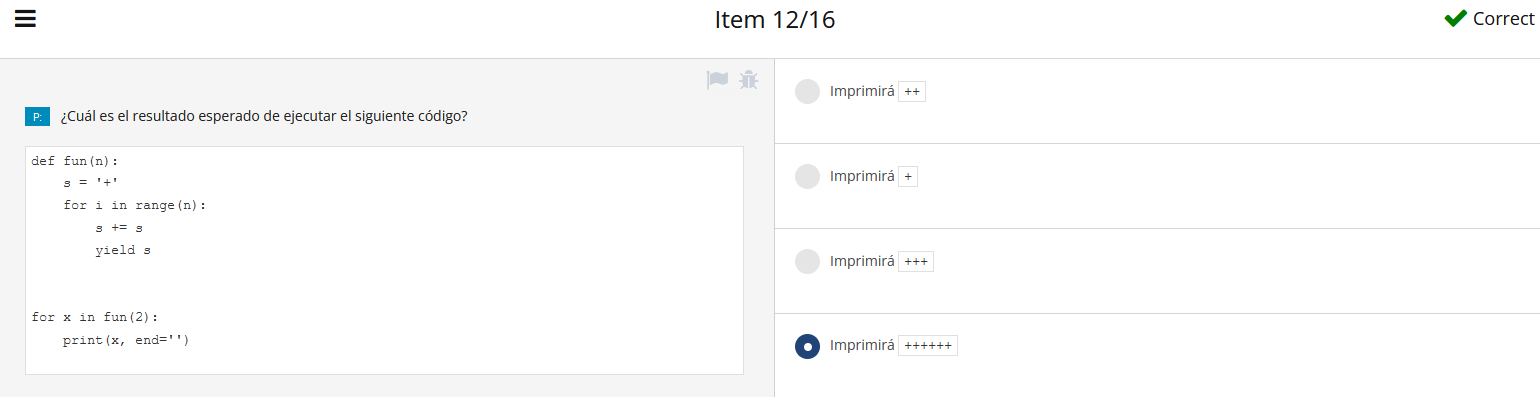 Item 12/16
Correct
P: ¿Cuál es el resultado esperado de ejecutar el siguiente código?
def fun(n):
    s = '+'
    for i in range(n):
        s += s
        yield s
for x in fun(2):
    print(x, end='')
Imprimirá ++
Imprimirá +
Imprimirá +++
Imprimirá ++++++